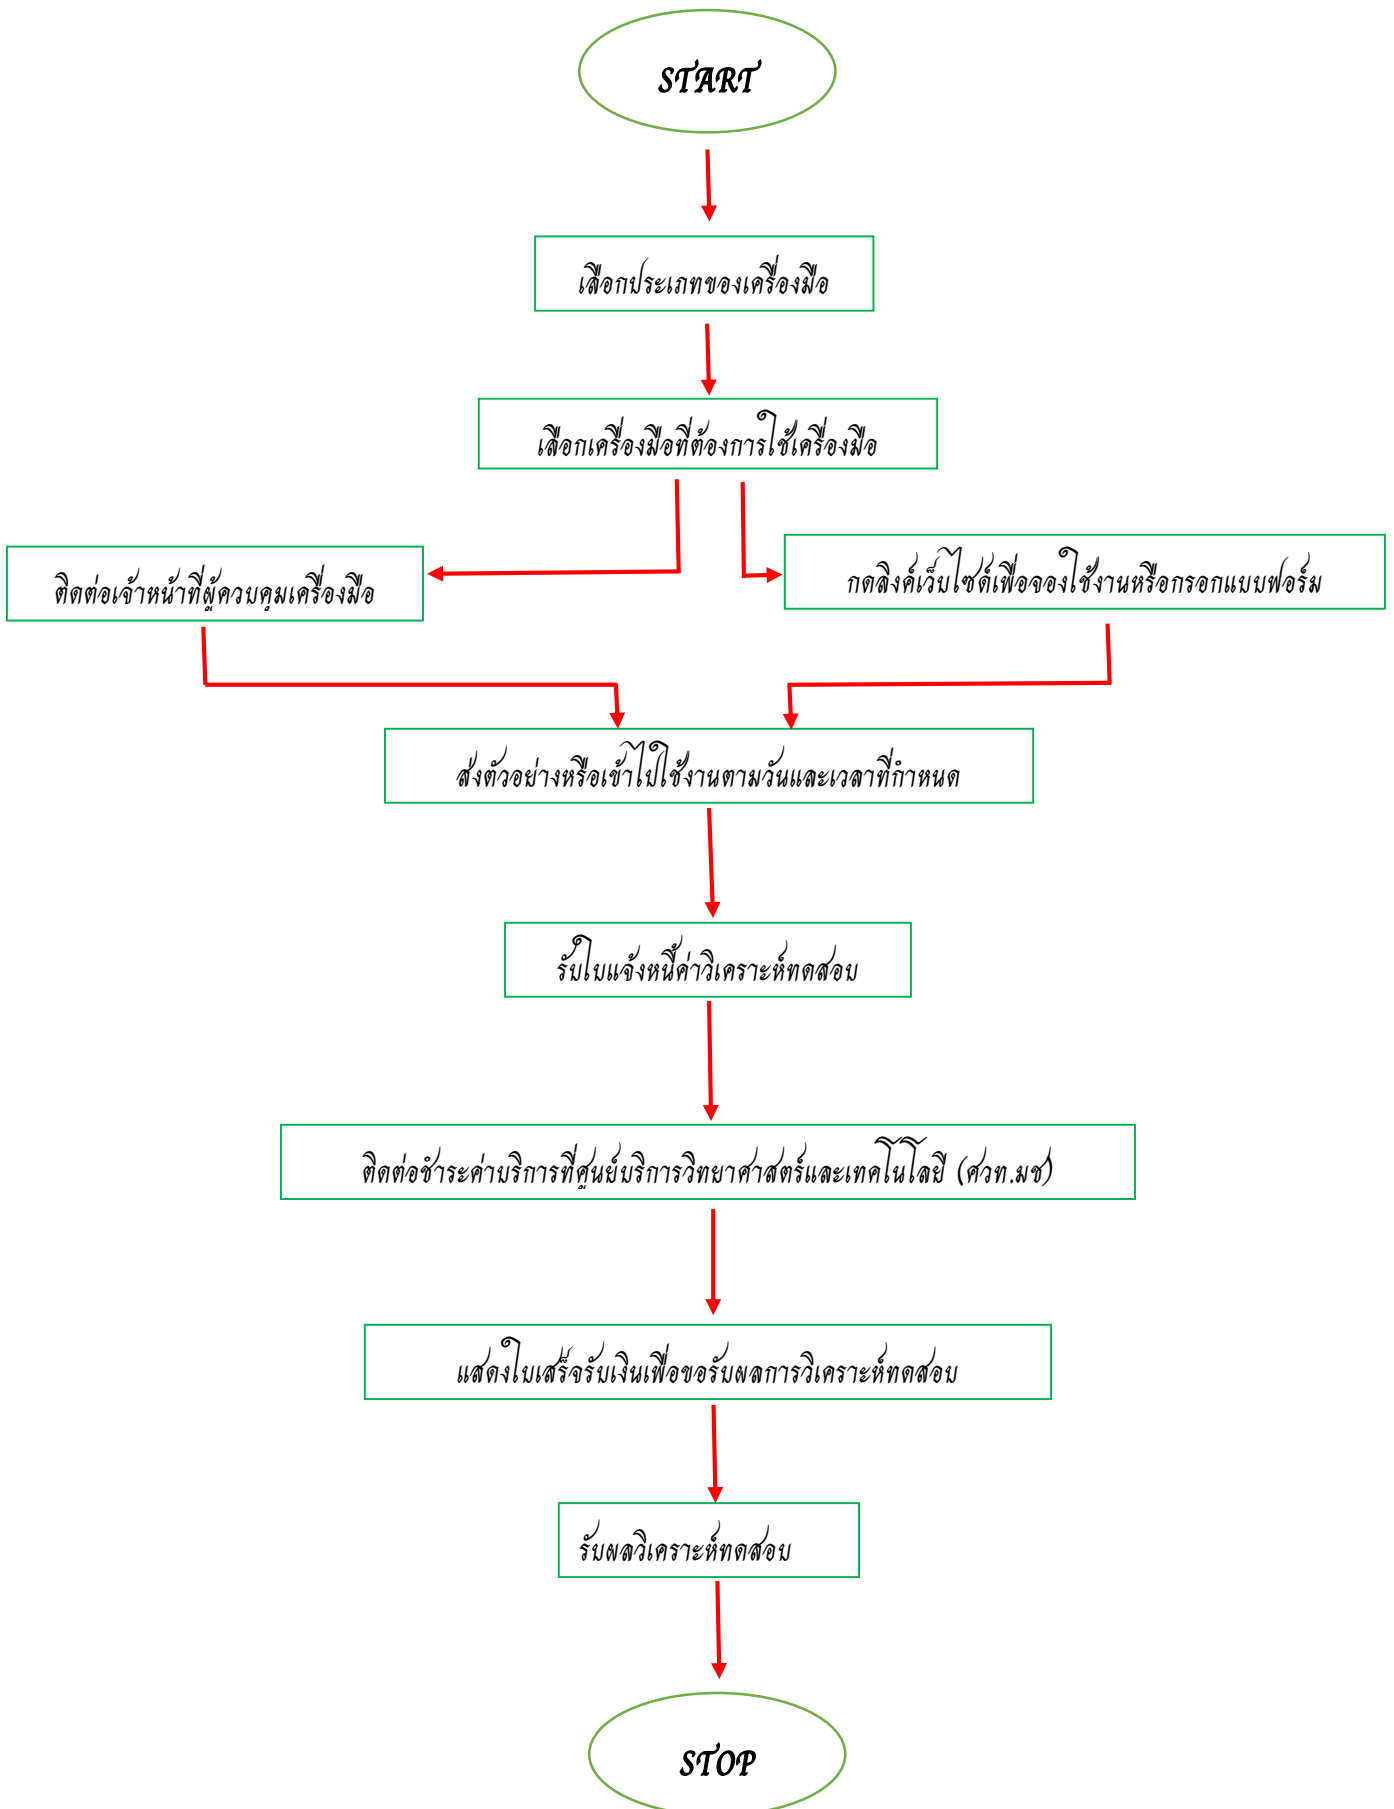 START
เลือกประเภทของเครื่องมือ
เลือกเครื่องมือที่ต้องการใช้เครื่องมือ
ติดต่อเจ้าหน้าที่ผู้ควบคุมเครื่องมือ
กดลิงค์เว็บไซด์เพื่อจองใช้งานหรือกรอกแบบฟอร์ม
ส่งตัวอย่างหรือเข้าไปใช้งานตามวันและเวลาที่กำหนด
รับใบแจ้งหนี้ค่าวิเคราะห์ทดสอบ
ติดต่อชำระค่าบริการที่ศูนย์บริการวิทยาศาสตร์และเทคโนโลยี (ศวท.มช)
แสดงใบเสร็จรับเงินเพื่อขอรับผลการวิเคราะห์ทดสอบ
รับผลวิเคราะห์ทดสอบ
STOP